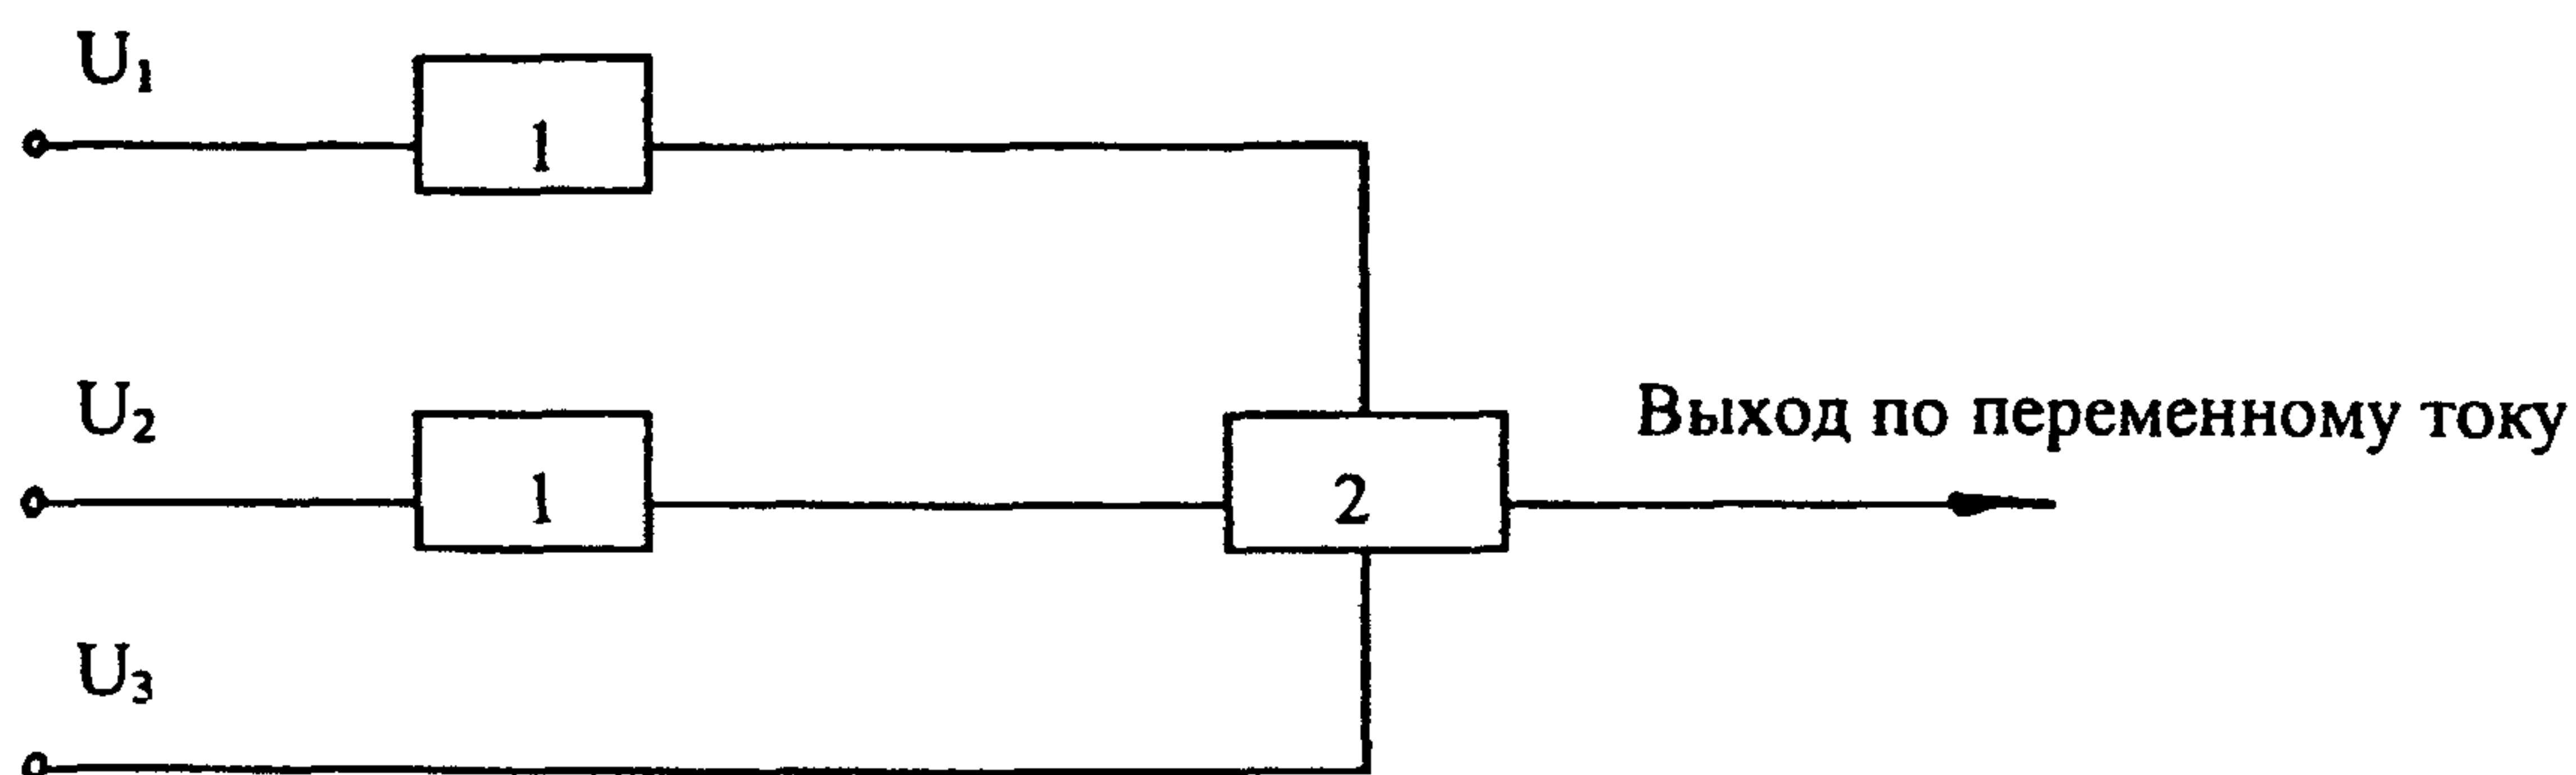 U₁
1
U₂
1
2
Выход по переменному току
U₃